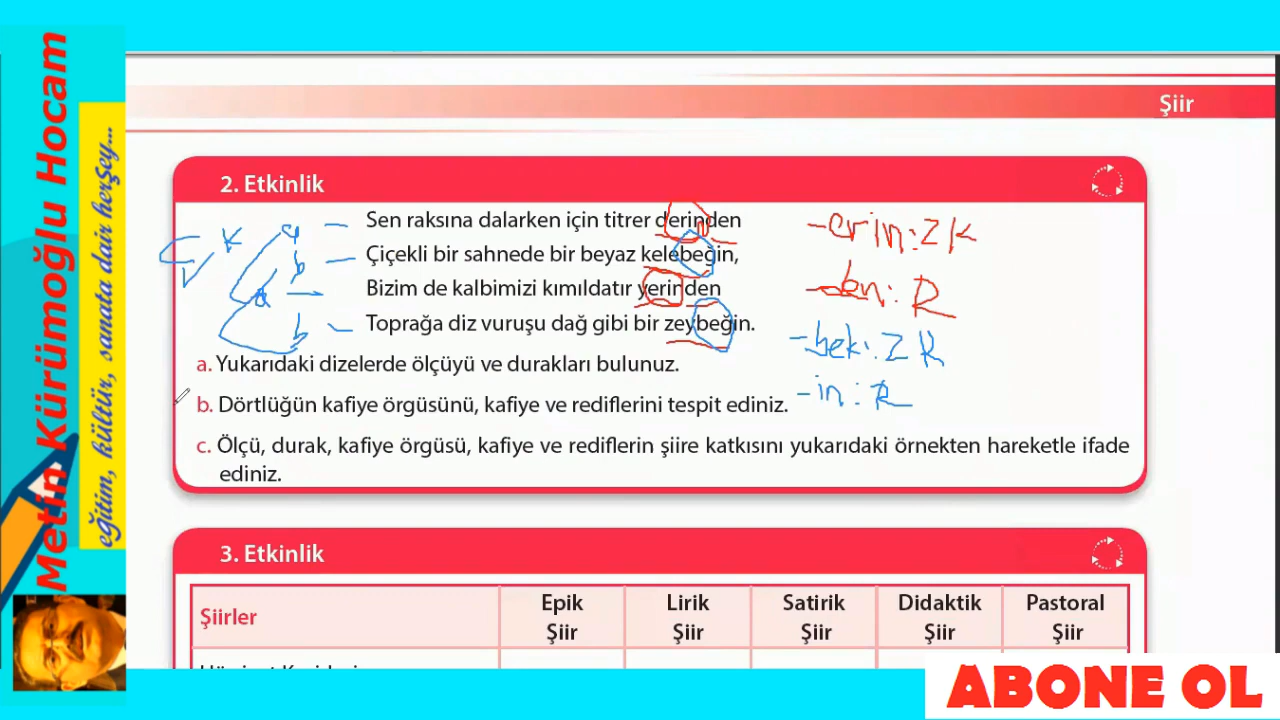 Metin Kürümoğlu Hocam
eğitim, kültür, sanata dair herşey...
Şiir
2. Etkinlik
a Sen raksına dalarken için titrer derinden
b Çiçekli bir sahnede bir beyaz kelebeğin,
a Bizim de kalbimizi kımıldatır yerinden
b Toprağa diz vuruşu dağ gibi bir zeybeğin.
-erin: Z K
-den: R
-bek: Z K
-in: R
a. Yukarıdaki dizelerde ölçüyü ve durakları bulunuz.
b. Dörtlüğün kafiye örgüsünü, kafiye ve rediflerini tespit ediniz.
c. Ölçü, durak, kafiye örgüsü, kafiye ve rediflerin şiire katkısını yukarıdaki örnekten hareketle ifade
ediniz.
3. Etkinlik
Şiirler
Epik
Şiir
Lirik
Şiir
Satirik
Şiir
Didaktik
Şiir
Pastoral
Şiir
ABONE OL